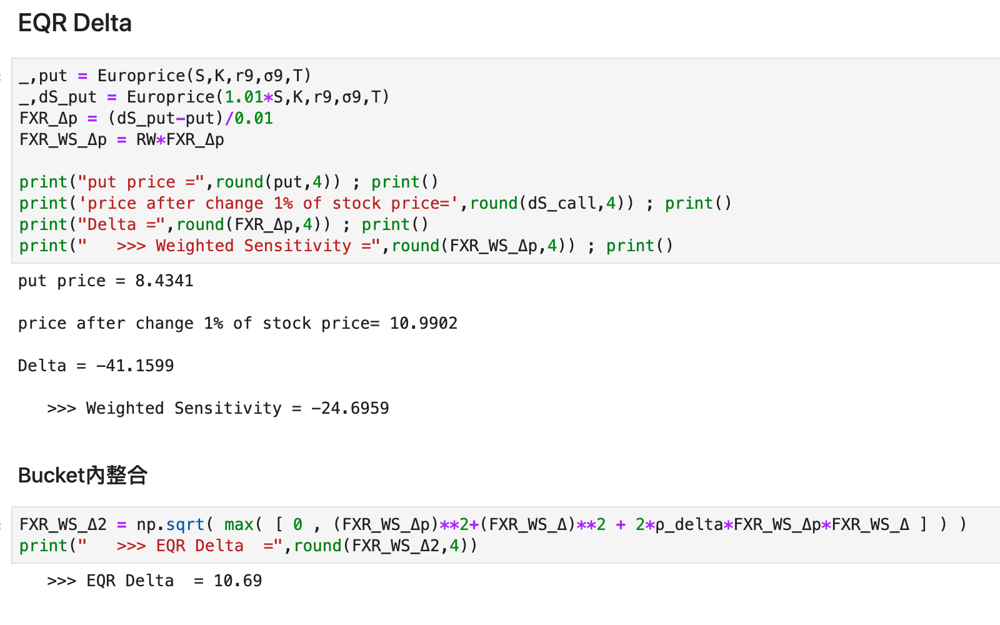 EQR Delta
_,put = Europrice(S,K,r9,σ9,T)
_,dS_put = Europrice(1.01*S,K,r9,σ9,T)
FXR_Δp = (dS_put-put)/0.01
FXR_WS_Δp = RW*FXR_Δp
print("put price =",round(put,4)) ; print()
print('price after change 1% of stock price=',round(dS_call,4)) ; print()
print("Delta =",round(FXR_Δp,4)) ; print()
print("   >>> Weighted Sensitivity =",round(FXR_WS_Δp,4)) ; print()
put price = 8.4341
price after change 1% of stock price= 10.9902
Delta = -41.1599
   >>> Weighted Sensitivity = -24.6959
Bucket內整合
FXR_WS_Δ2 = np.sqrt( max( [ 0 , (FXR_WS_Δp)**2+(FXR_WS_Δ)**2 + 2*ρ_delta*FXR_WS_Δp*FXR_WS_Δ ] ) )
print("   >>> EQR Delta  =",round(FXR_WS_Δ2,4))
   >>> EQR Delta  = 10.69